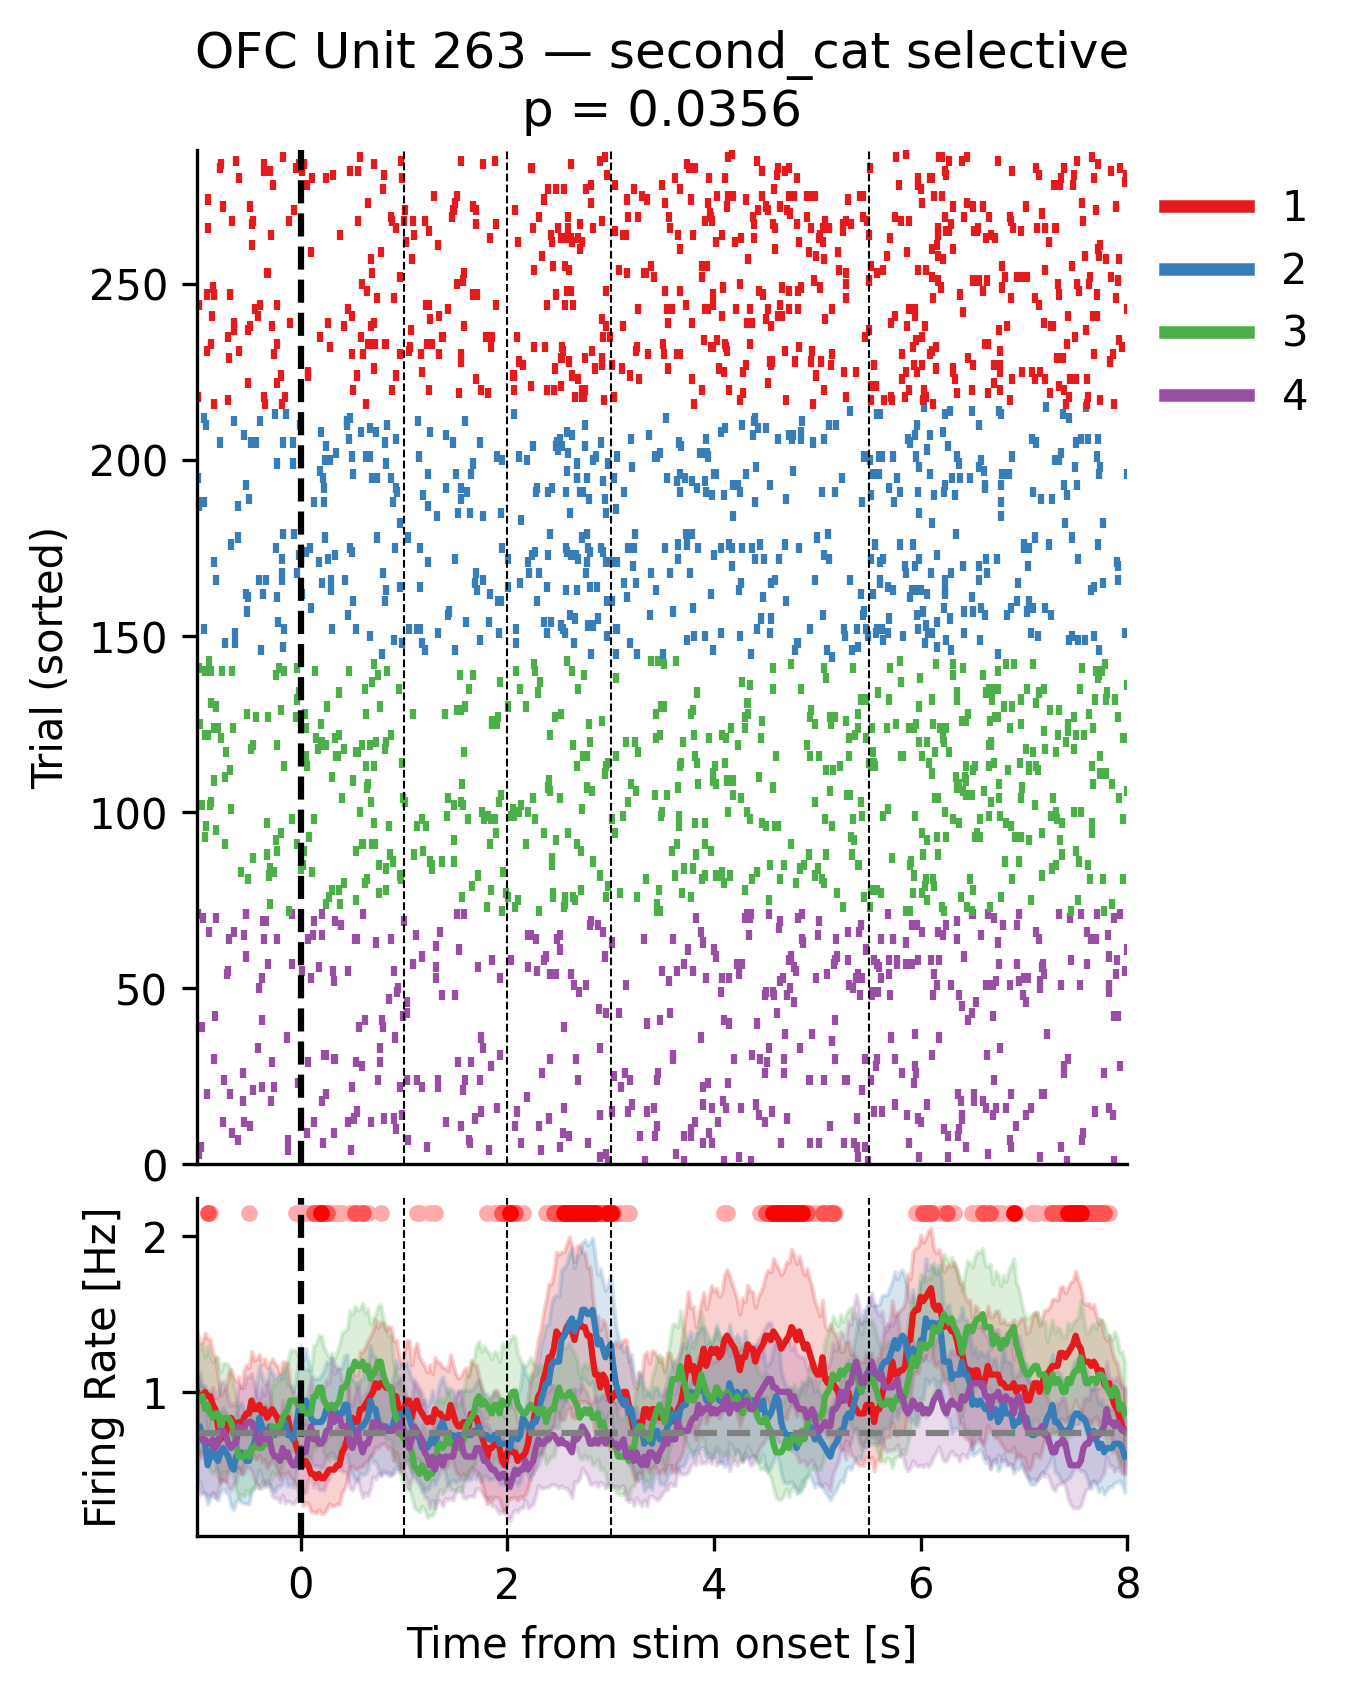 OFC Unit 263 — second_cat selective
p = 0.0356
1
2
3
4
Trial (sorted)
250
200
150
100
50
0
Firing Rate [Hz]
2
1
0 2 4 6 8
Time from stim onset [s]